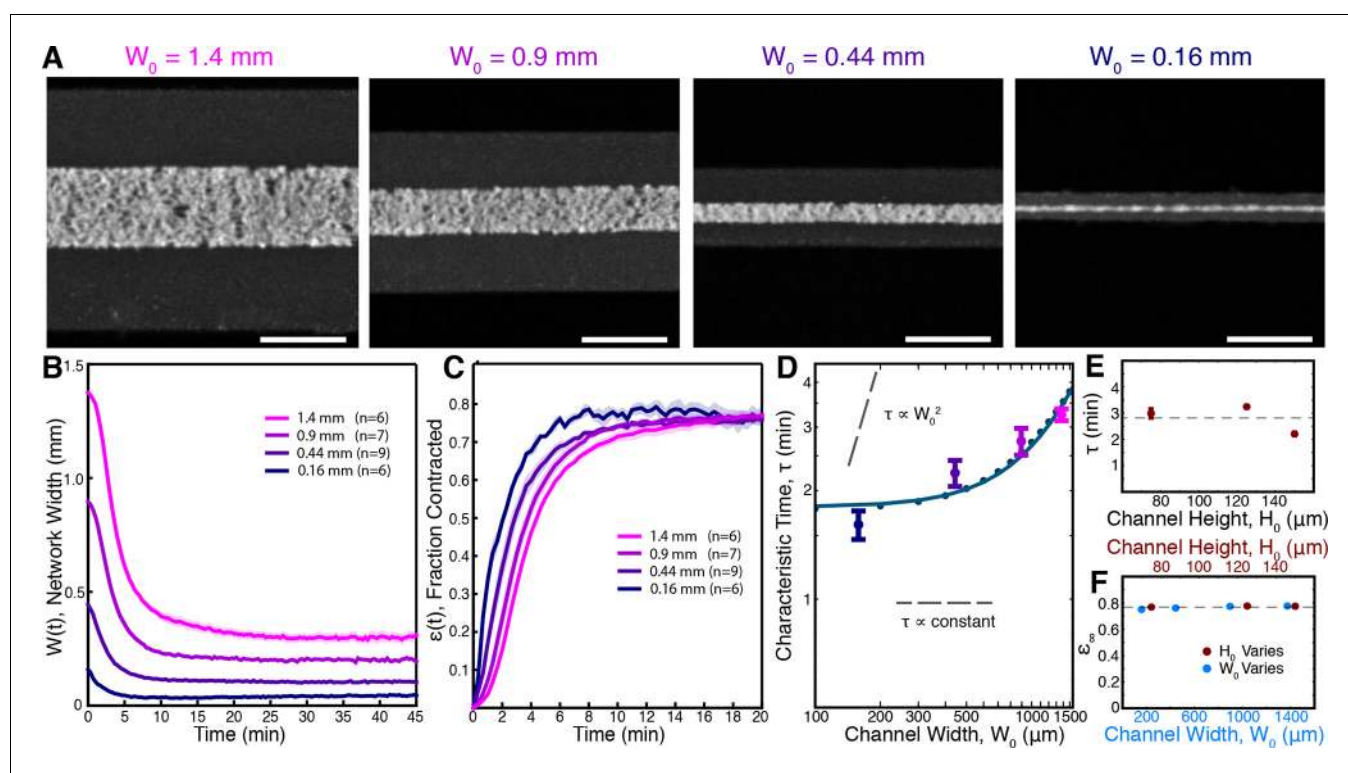 W₀ = 1.4 mm
W₀ = 0.9 mm
W₀ = 0.44 mm
W₀ = 0.16 mm
A
B
W(t), Network Width (mm)
1.5
1.0
0.5
0
0 5 10 15 20 25 30 35 40 45
Time (min)
1.4 mm (n=6)
0.9 mm (n=7)
0.44 mm (n=9)
0.16 mm (n=6)
C
ε(t), Fraction Contracted
0.8
0.7
0.6
0.5
0.4
0.3
0.2
0.1
0 2 4 6 8 10 12 14 16 18 20
Time (min)
1.4 mm (n=6)
0.9 mm (n=7)
0.44 mm (n=9)
0.16 mm (n=6)
D
Characteristic Time, τ (min)
4
3
2
1
τ ∝ W₀²
τ ∝ constant
100 200 300 500 1000 1500
Channel Width, W₀ (µm)
E
τ (min)
4
3
2
1
80 100 120 140
Channel Height, H₀ (µm)
Channel Height, H₀ (µm)
80 100 120 140
F
ε₈
0.8
0.4
0
H₀ Varies
W₀ Varies
200 600 1000 1400
Channel Width, W₀ (µm)